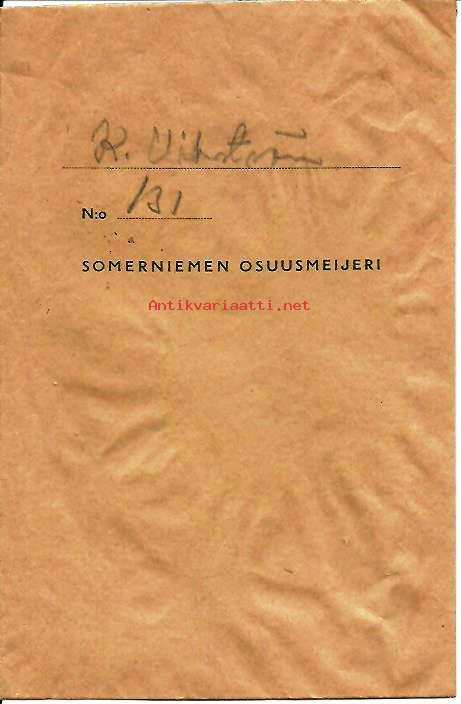 K.
N:o 131
SOMERNIEMEN OSUUSMEIJERI
Antikvariaatti.net